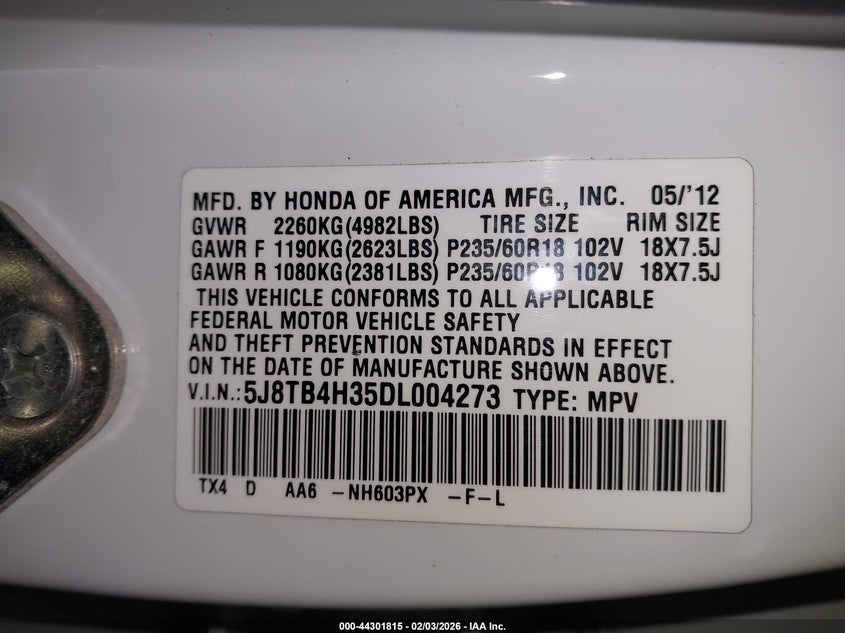 MFD. BY HONDA OF AMERICA MFG., INC. 05/'12
GVWR 2260KG(4982LBS) TIRE SIZE RIM SIZE
GAWR F 1190KG(2623LBS) P235/60R18 102V 18X7.5J
GAWR R 1080KG(2381LBS) P235/60R18 102V 18X7.5J
THIS VEHICLE CONFORMS TO ALL APPLICABLE
FEDERAL MOTOR VEHICLE SAFETY
AND THEFT PREVENTION STANDARDS IN EFFECT
ON THE DATE OF MANUFACTURE SHOWN ABOVE.
V.I.N.:5J8TB4H35DL004273 TYPE: MPV
TX4 D AA6 -NH603PX -F-L
000-44301815 - 02/03/2026 - IAA Inc.